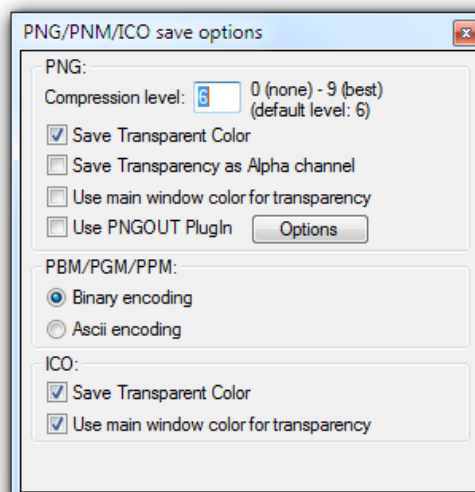 PNG/PNM/ICO save options
PNG:
Compression level: 6 0 (none) - 9 (best)
(default level: 6)
Save Transparent Color
Save Transparency as Alpha channel
Use main window color for transparency
Use PNGOUT PlugIn Options
PBM/PGM/PPM:
Binary encoding
Ascii encoding
ICO:
Save Transparent Color
Use main window color for transparency